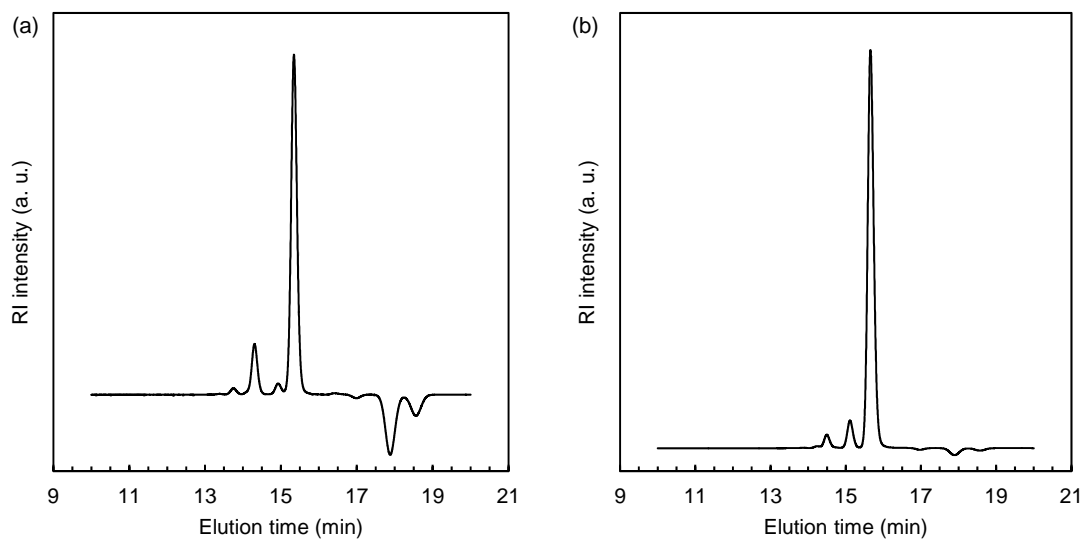 (a)
RI intensity (a. u.)
9 11 13 15 17 19 21
Elution time (min)
(b)
RI intensity (a. u.)
9 11 13 15 17 19 21
Elution time (min)